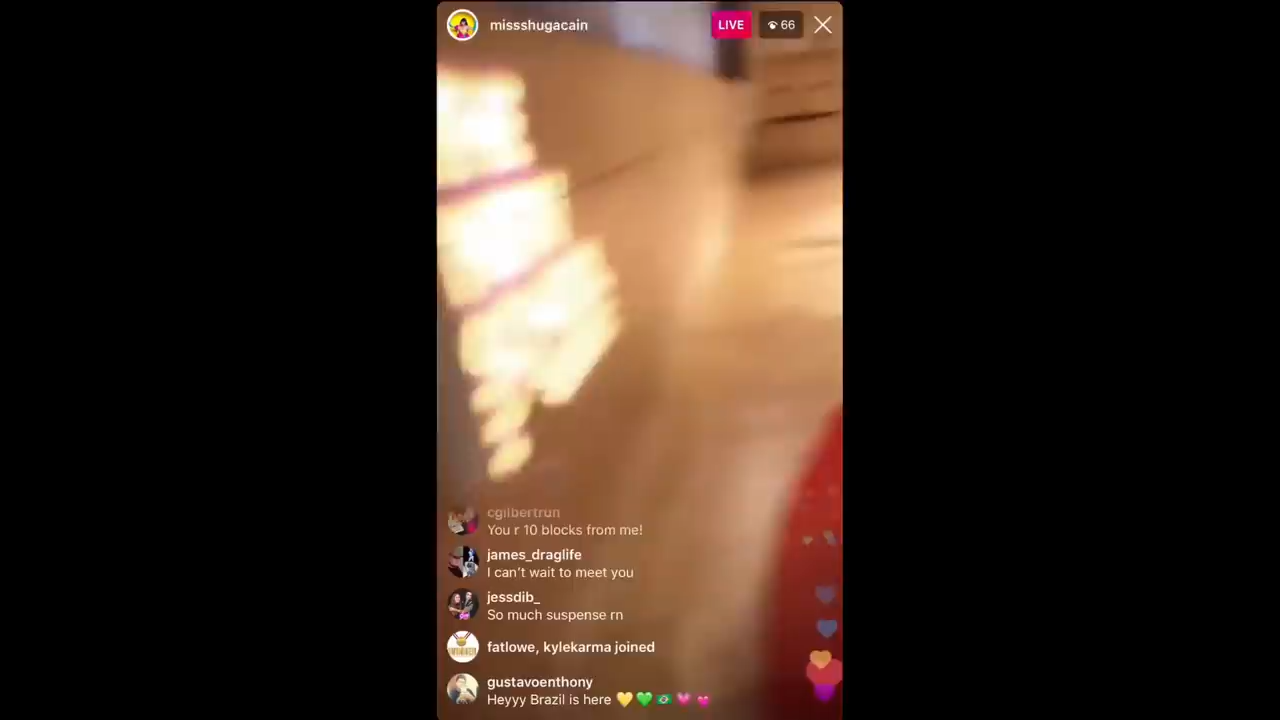 missshugacain
LIVE
66
cgilbertrun
You r 10 blocks from me!
james_draglife
I can't wait to meet you
jessdib_
So much suspense rn
fatlowe, kylekarma joined
gustavoenthony
Heyyy Brazil is here 💛💚🇧🇷💗💕